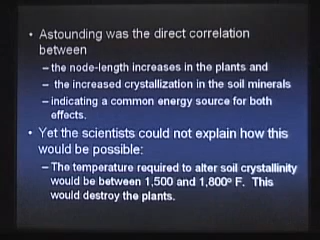 • Astounding was the direct correlation
between
– the node-length increases in the plants and
– the increased crystallization in the soil minerals
– indicating a common energy source for both
effects.
• Yet the scientists could not explain how this
would be possible:
– The temperature required to alter soil crystallinity
would be between 1,500 and 1,800º F. This
would destroy the plants.